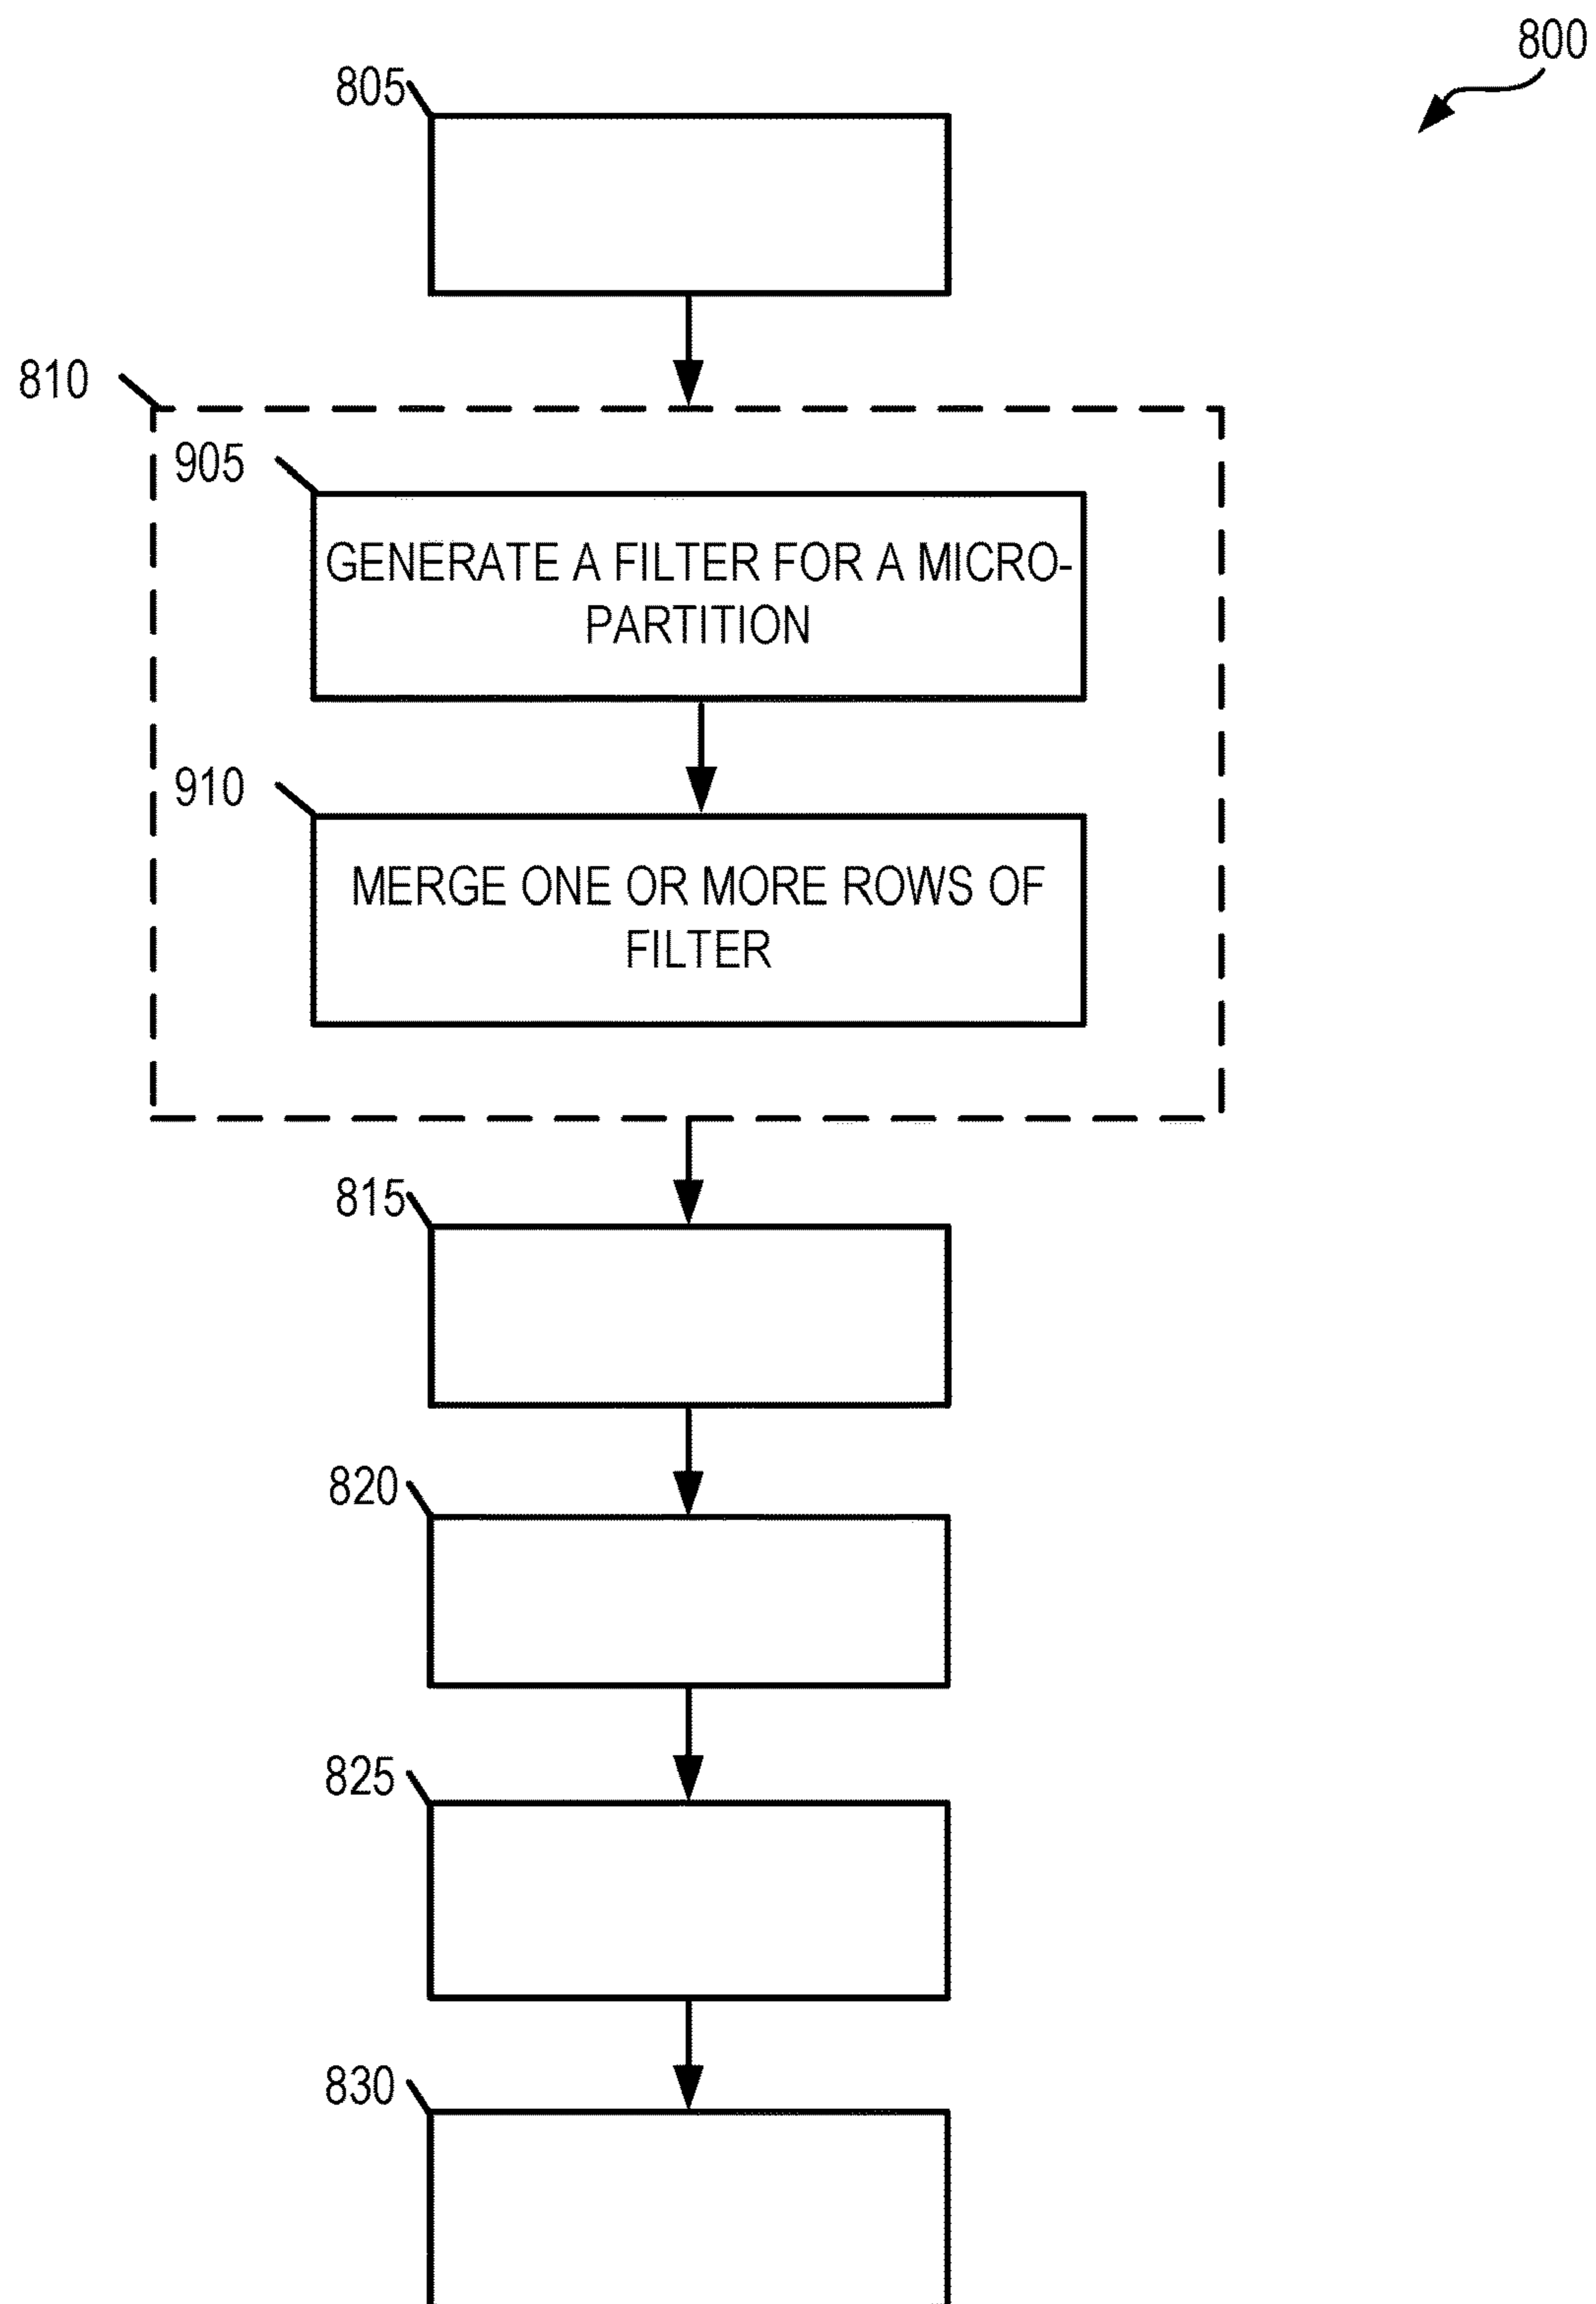 800
805
810
905
GENERATE A FILTER FOR A MICRO-
PARTITION
910
MERGE ONE OR MORE ROWS OF
FILTER
815
820
825
830